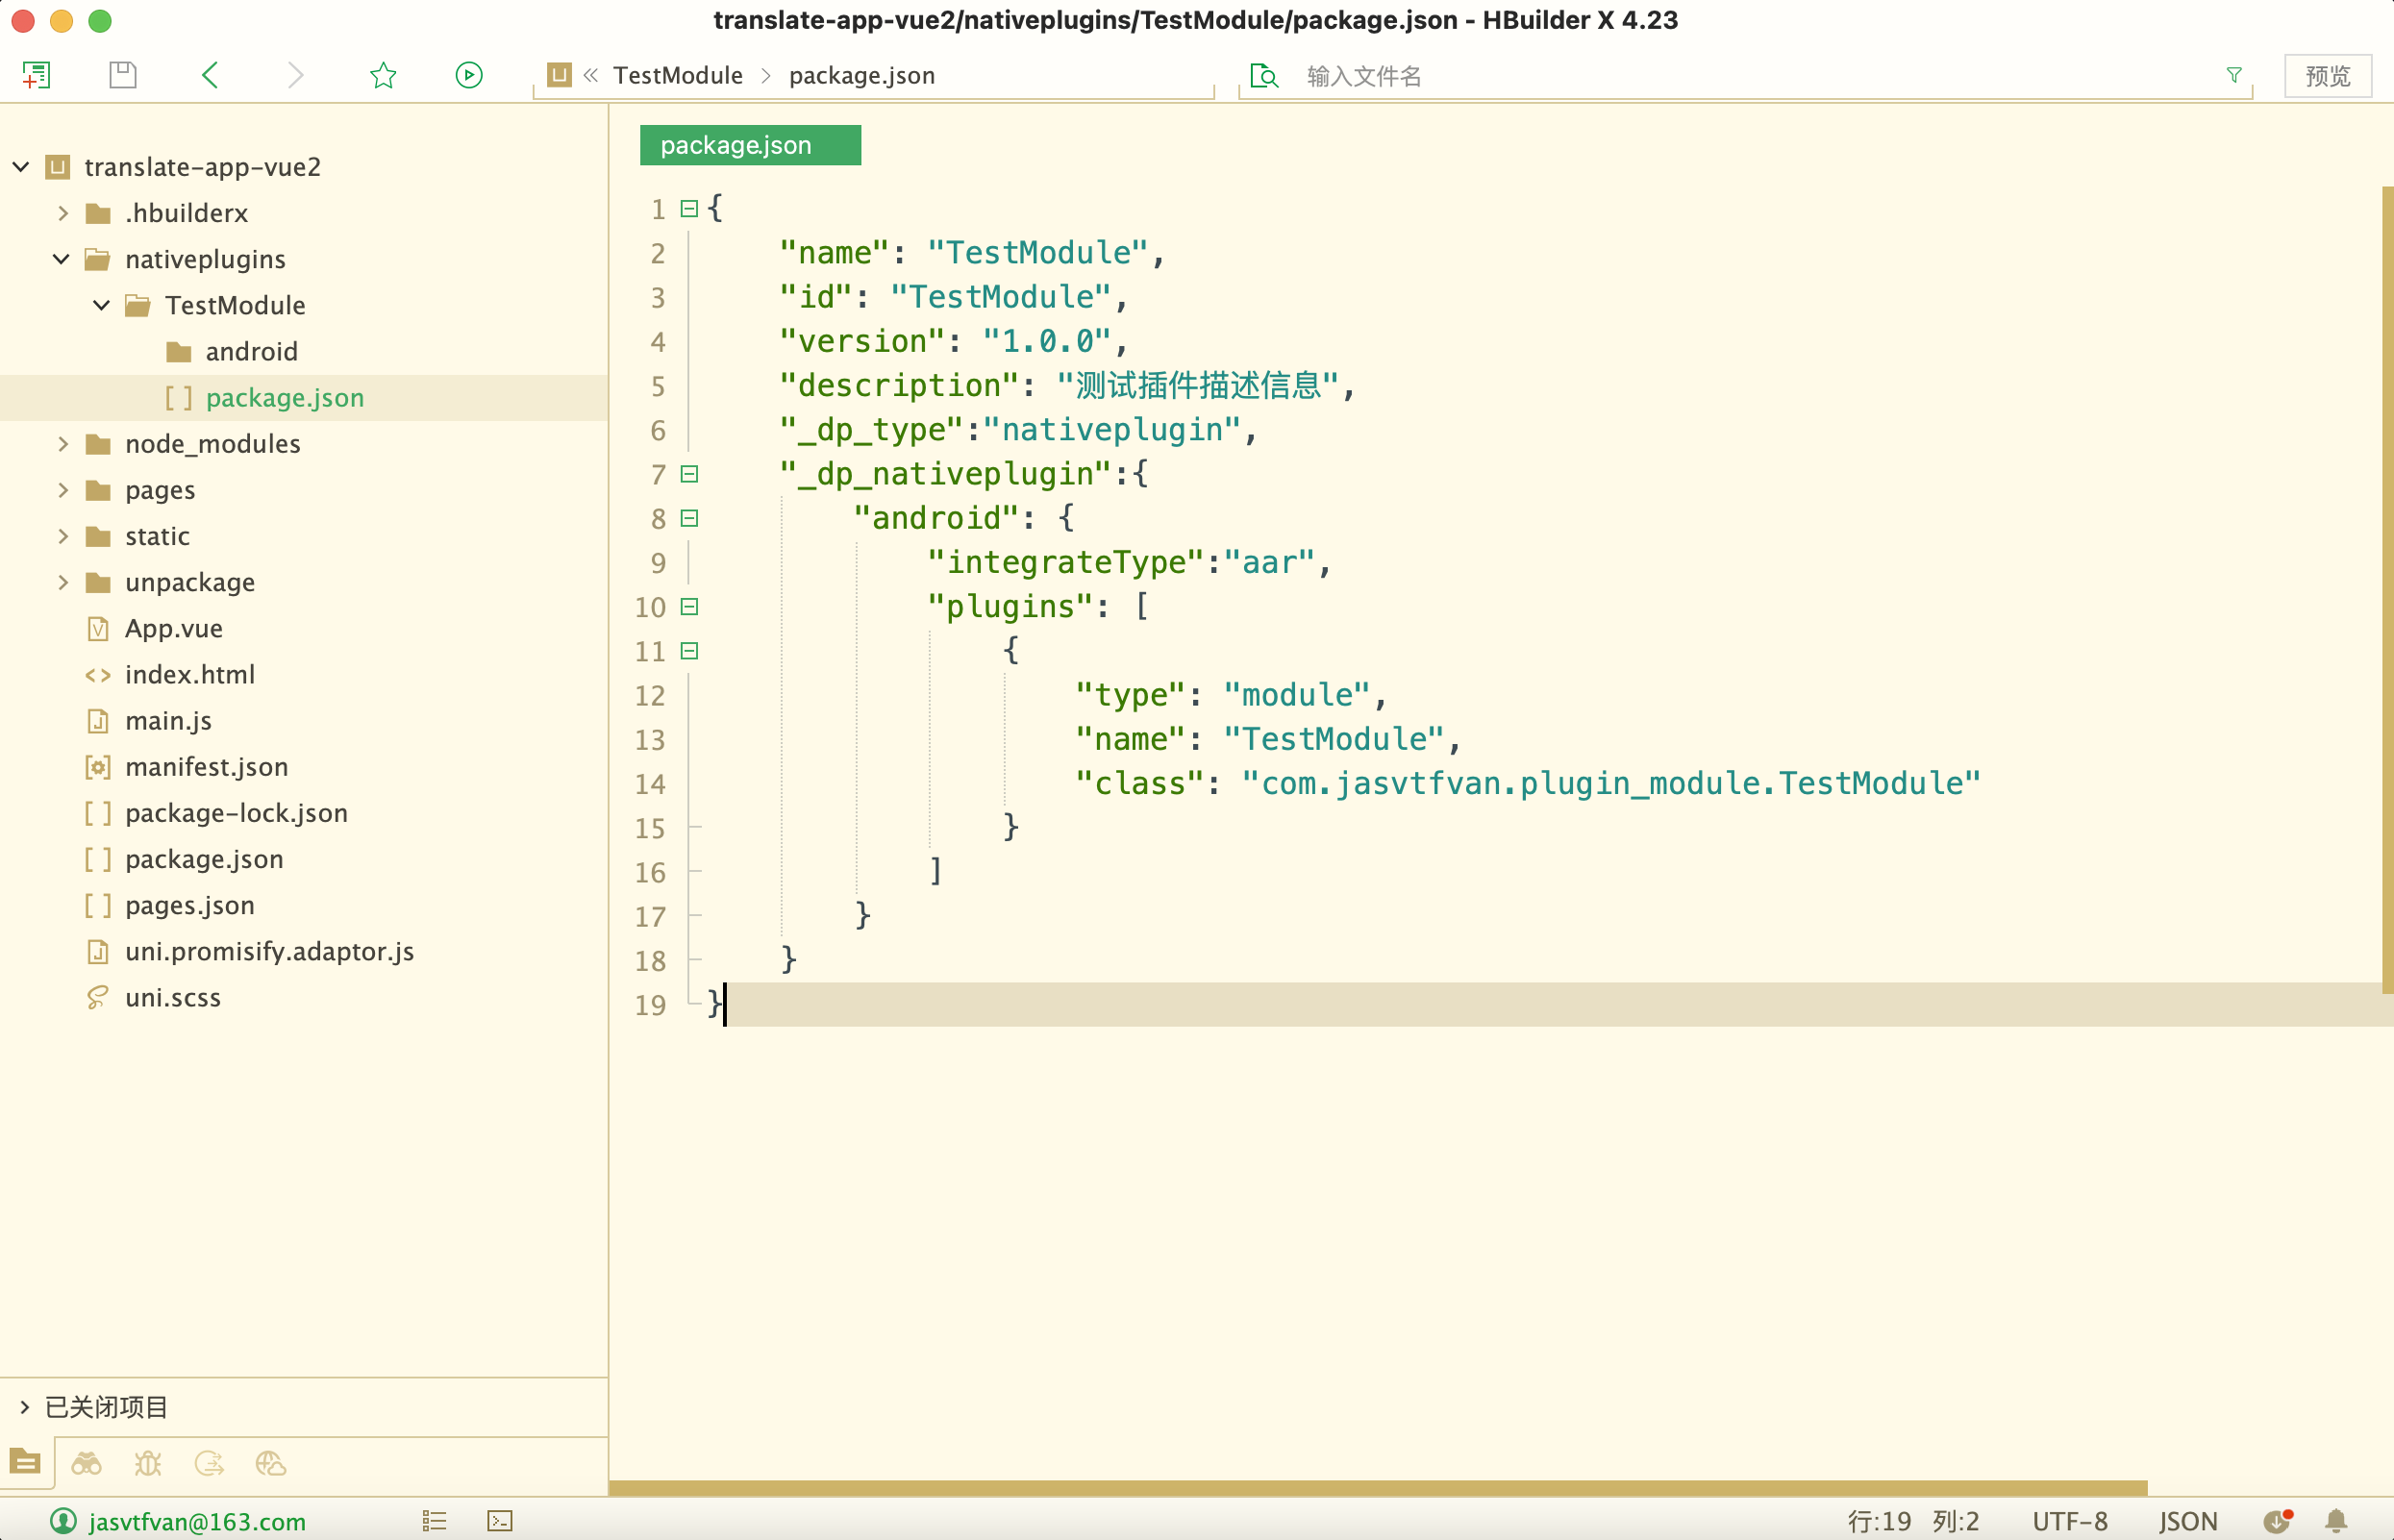 translate-app-vue2/nativeplugins/TestModule/package.json - HBuilder X 4.23
TestModule
package.json
输入文件名
预览
translate-app-vue2
.hbuilderx
nativeplugins
TestModule
android
package.json
node_modules
pages
static
unpackage
App.vue
index.html
main.js
manifest.json
package-lock.json
package.json
pages.json
uni.promisify.adaptor.js
uni.scss
已关闭项目
package.json
1 {
2 "name": "TestModule",
3 "id": "TestModule",
4 "version": "1.0.0",
5 "description": "测试插件描述信息",
6 "_dp_type":"nativeplugin",
7 "_dp_nativeplugin":{
8 "android": {
9 "integrateType":"aar",
10 "plugins": [
11 {
12 "type": "module",
13 "name": "TestModule",
14 "class": "com.jasvtfvan.plugin_module.TestModule"
15 }
16 ]
17 }
18 }
19 }
jasvtfvan@163.com
行:19 列:2
UTF-8
JSON